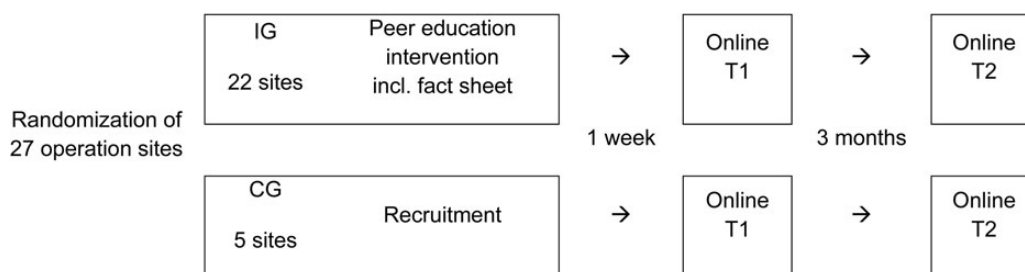 Randomization of
27 operation sites
IG
22 sites
Peer education
intervention
incl. fact sheet
→
1 week
Online
T1
→
3 months
Online
T2
CG
5 sites
Recruitment
→
Online
T1
→
Online
T2